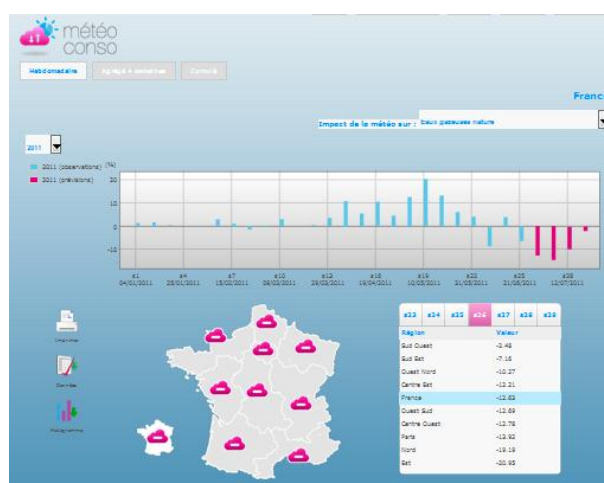 météo
conso
Hebdomadaire
Agrégé 4 semaines
Cumulé
France
Impact de la météo sur : Eaux gazeuses nature
2011
2011 (observations)
2011 (prévisions)
(%)
20
10
0
-10
s1 s4 s7 s10 s13 s16 s19 s22 s25 s28
04/01/2011 25/01/2011 15/02/2011 08/03/2011 29/03/2011 19/04/2011 10/05/2011 31/05/2011 21/06/2011 12/07/2011
Imprimer
Données
Histogramme
s23 s24 s25 s26 s27 s28 s29
Région Valeur
Sud Ouest -3.48
Sud Est -7.16
Ouest Nord -10.27
Centre Est -12.21
France -12.63
Ouest Sud -12.69
Centre Ouest -12.78
Paris -13.92
Nord -19.19
Est -20.95